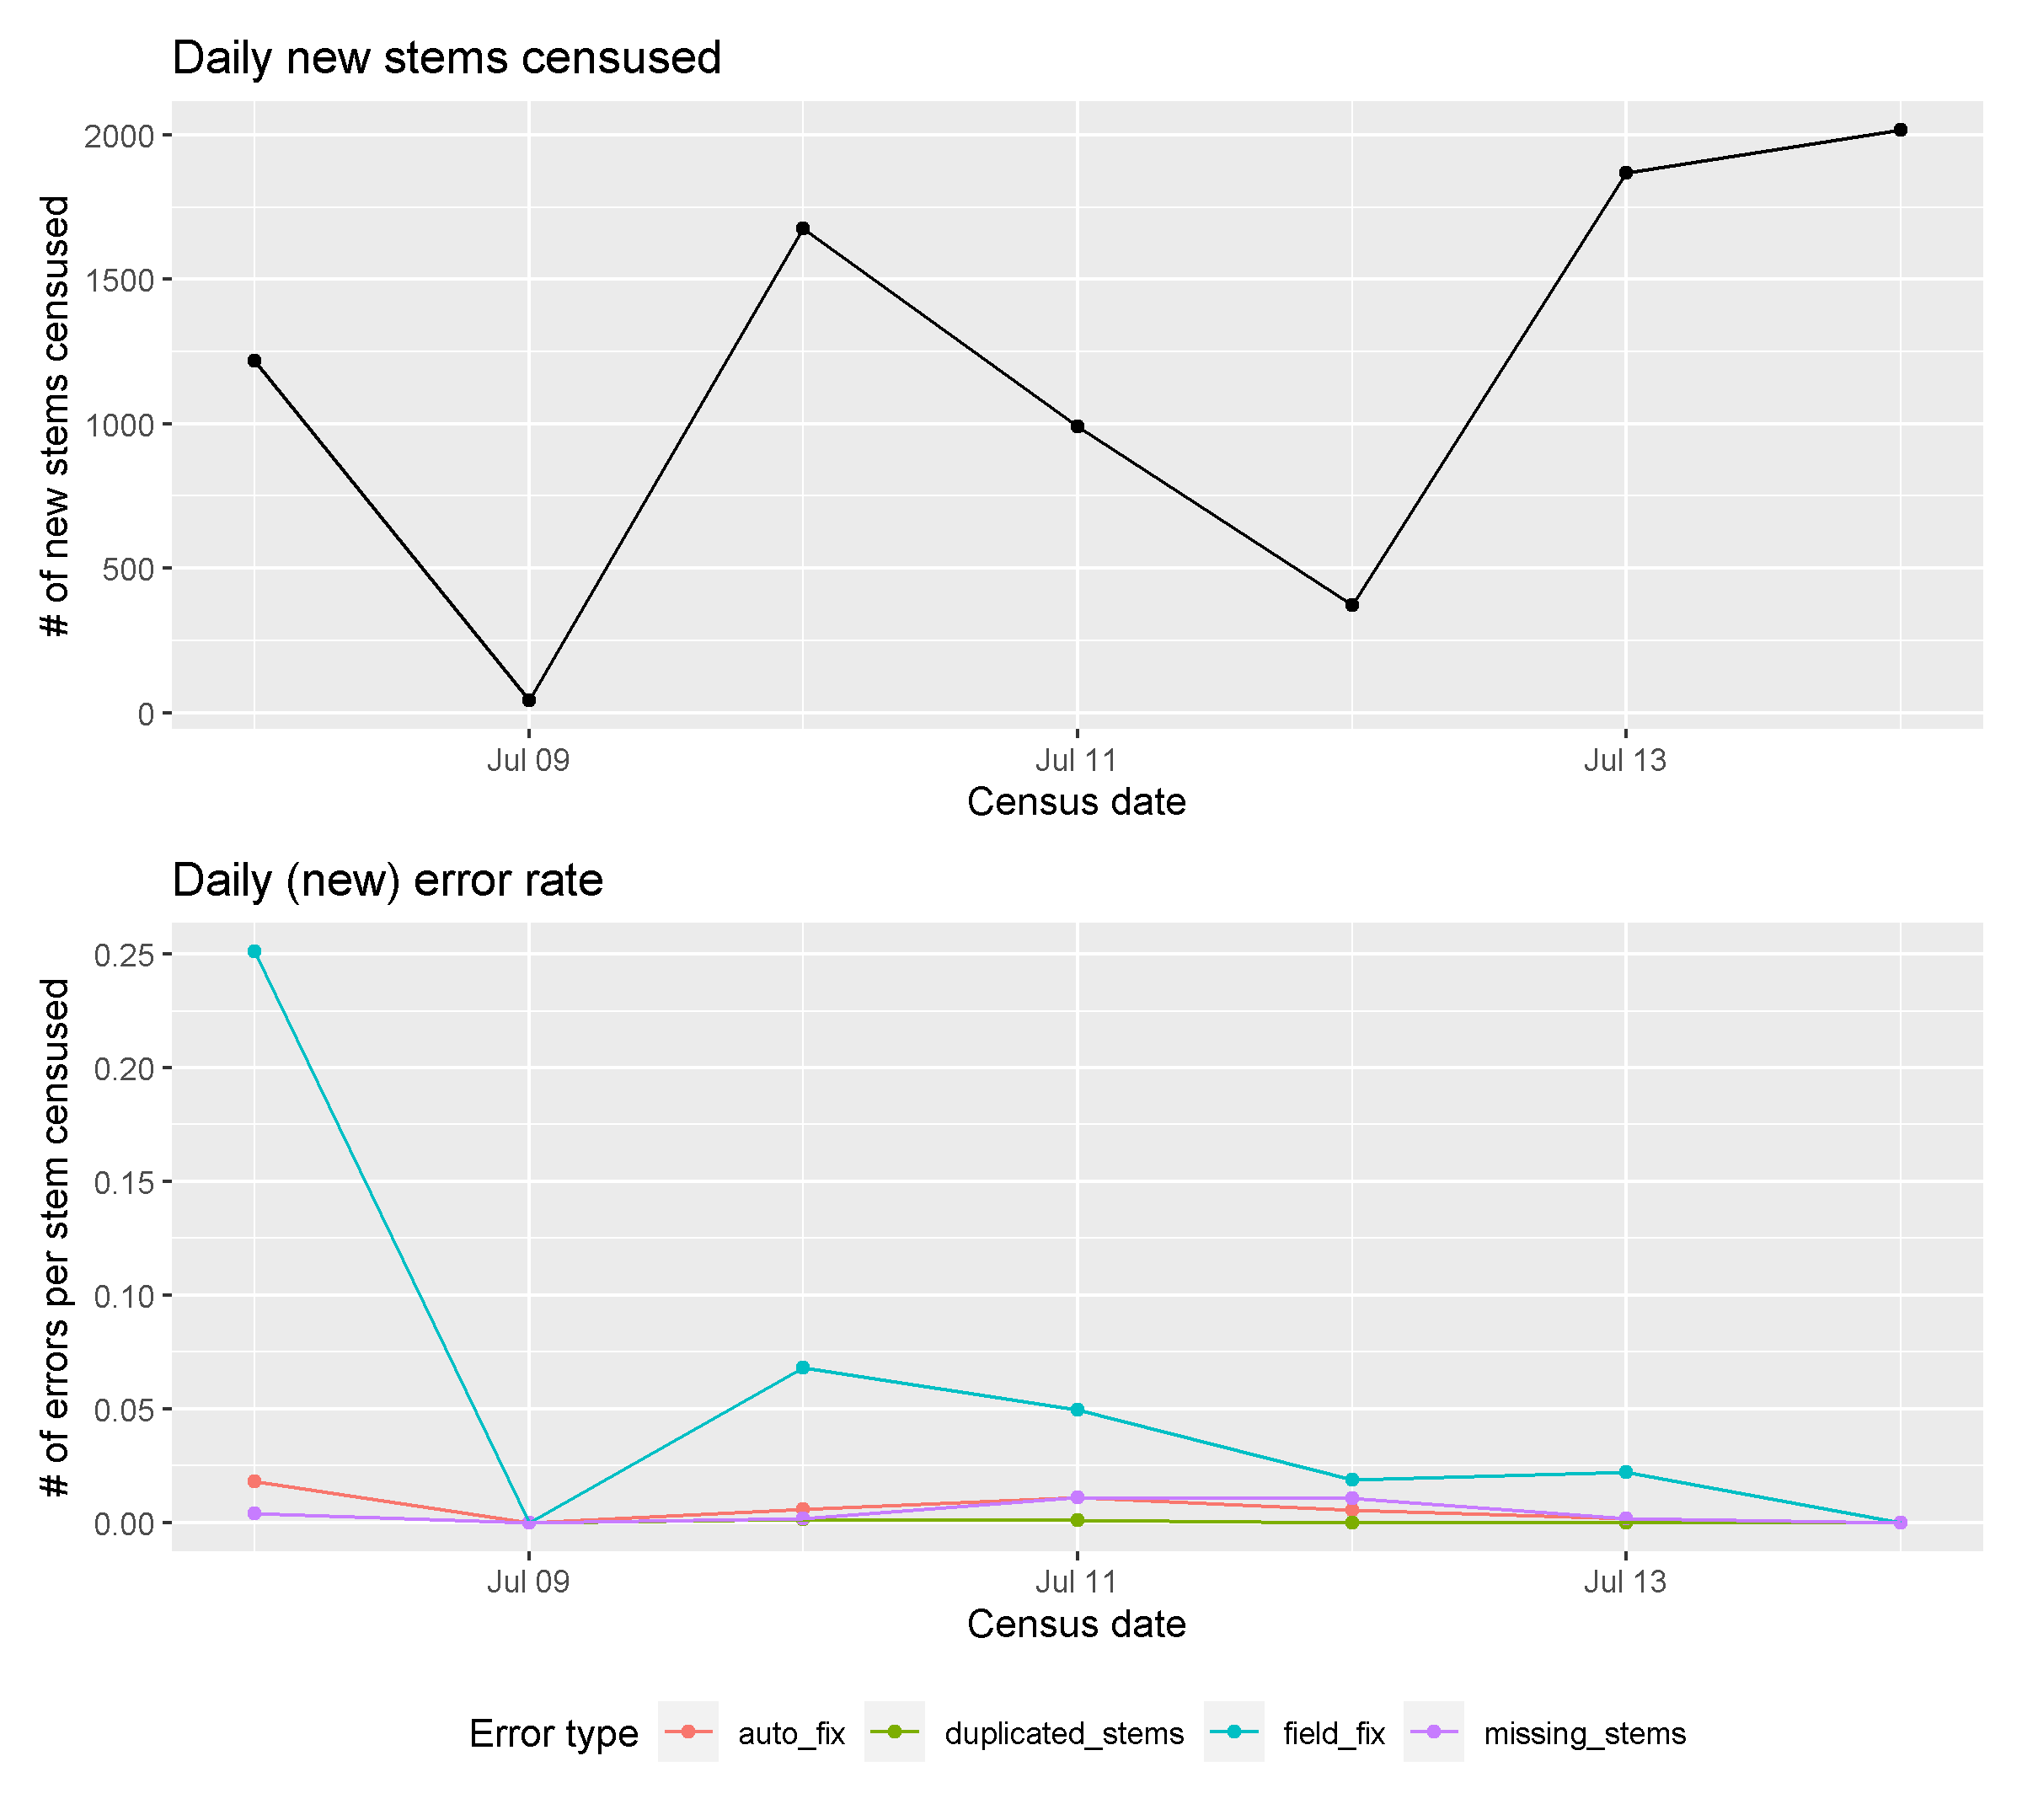 Daily new stems censused
# of new stems censused
2000
1500
1000
500
0
Jul 09 Jul 11 Jul 13
Census date
Daily (new) error rate
# of errors per stem censused
0.25
0.20
0.15
0.10
0.05
0.00
Jul 09 Jul 11 Jul 13
Census date
Error type auto_fix duplicated_stems field_fix missing_stems